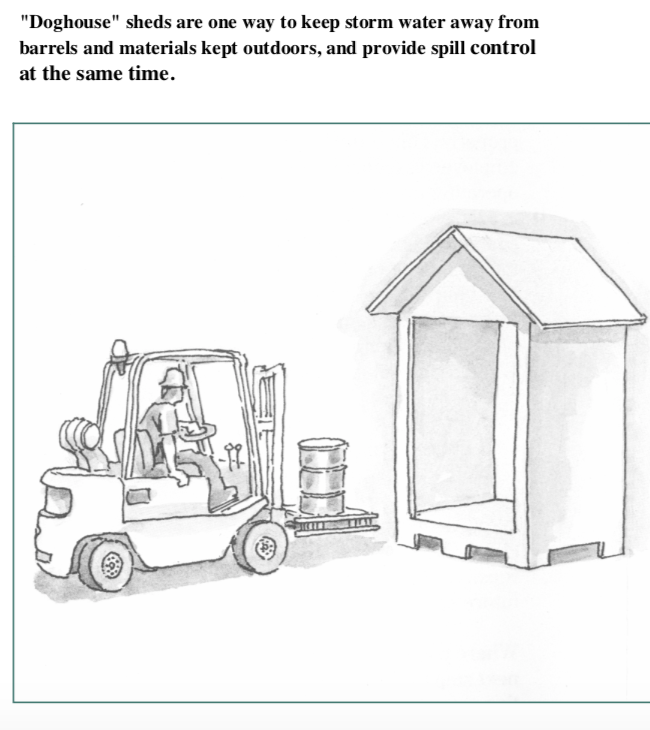 "Doghouse" sheds are one way to keep storm water away from
barrels and materials kept outdoors, and provide spill control
at the same time.